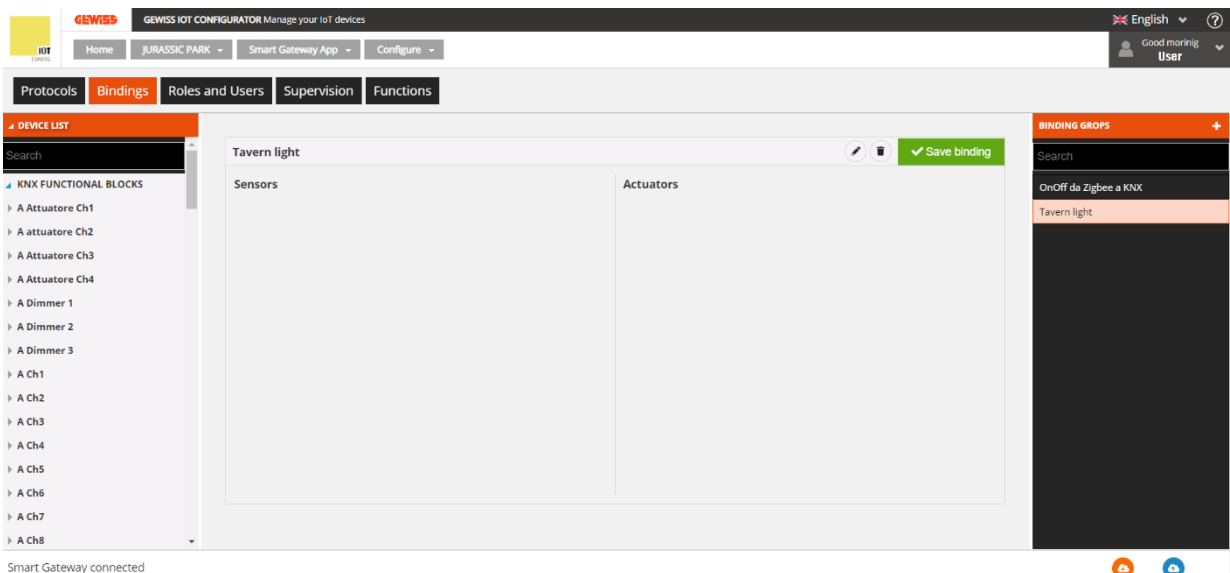 GEWISS GEWISS IOT CONFIGURATOR Manage your IoT devices English ?
IOT CONFIG Home JURASSIC PARK Smart Gateway App Configure Good morinig User
Protocols Bindings Roles and Users Supervision Functions
DEVICE LIST
Search
KNX FUNCTIONAL BLOCKS
A Attuatore Ch1
A attuatore Ch2
A Attuatore Ch3
A Attuatore Ch4
A Dimmer 1
A Dimmer 2
A Dimmer 3
A Ch1
A Ch2
A Ch3
A Ch4
A Ch5
A Ch6
A Ch7
A Ch8
Tavern light Save binding
Sensors Actuators
BINDING GROPS +
Search
OnOff da Zigbee a KNX
Tavern light
Smart Gateway connected